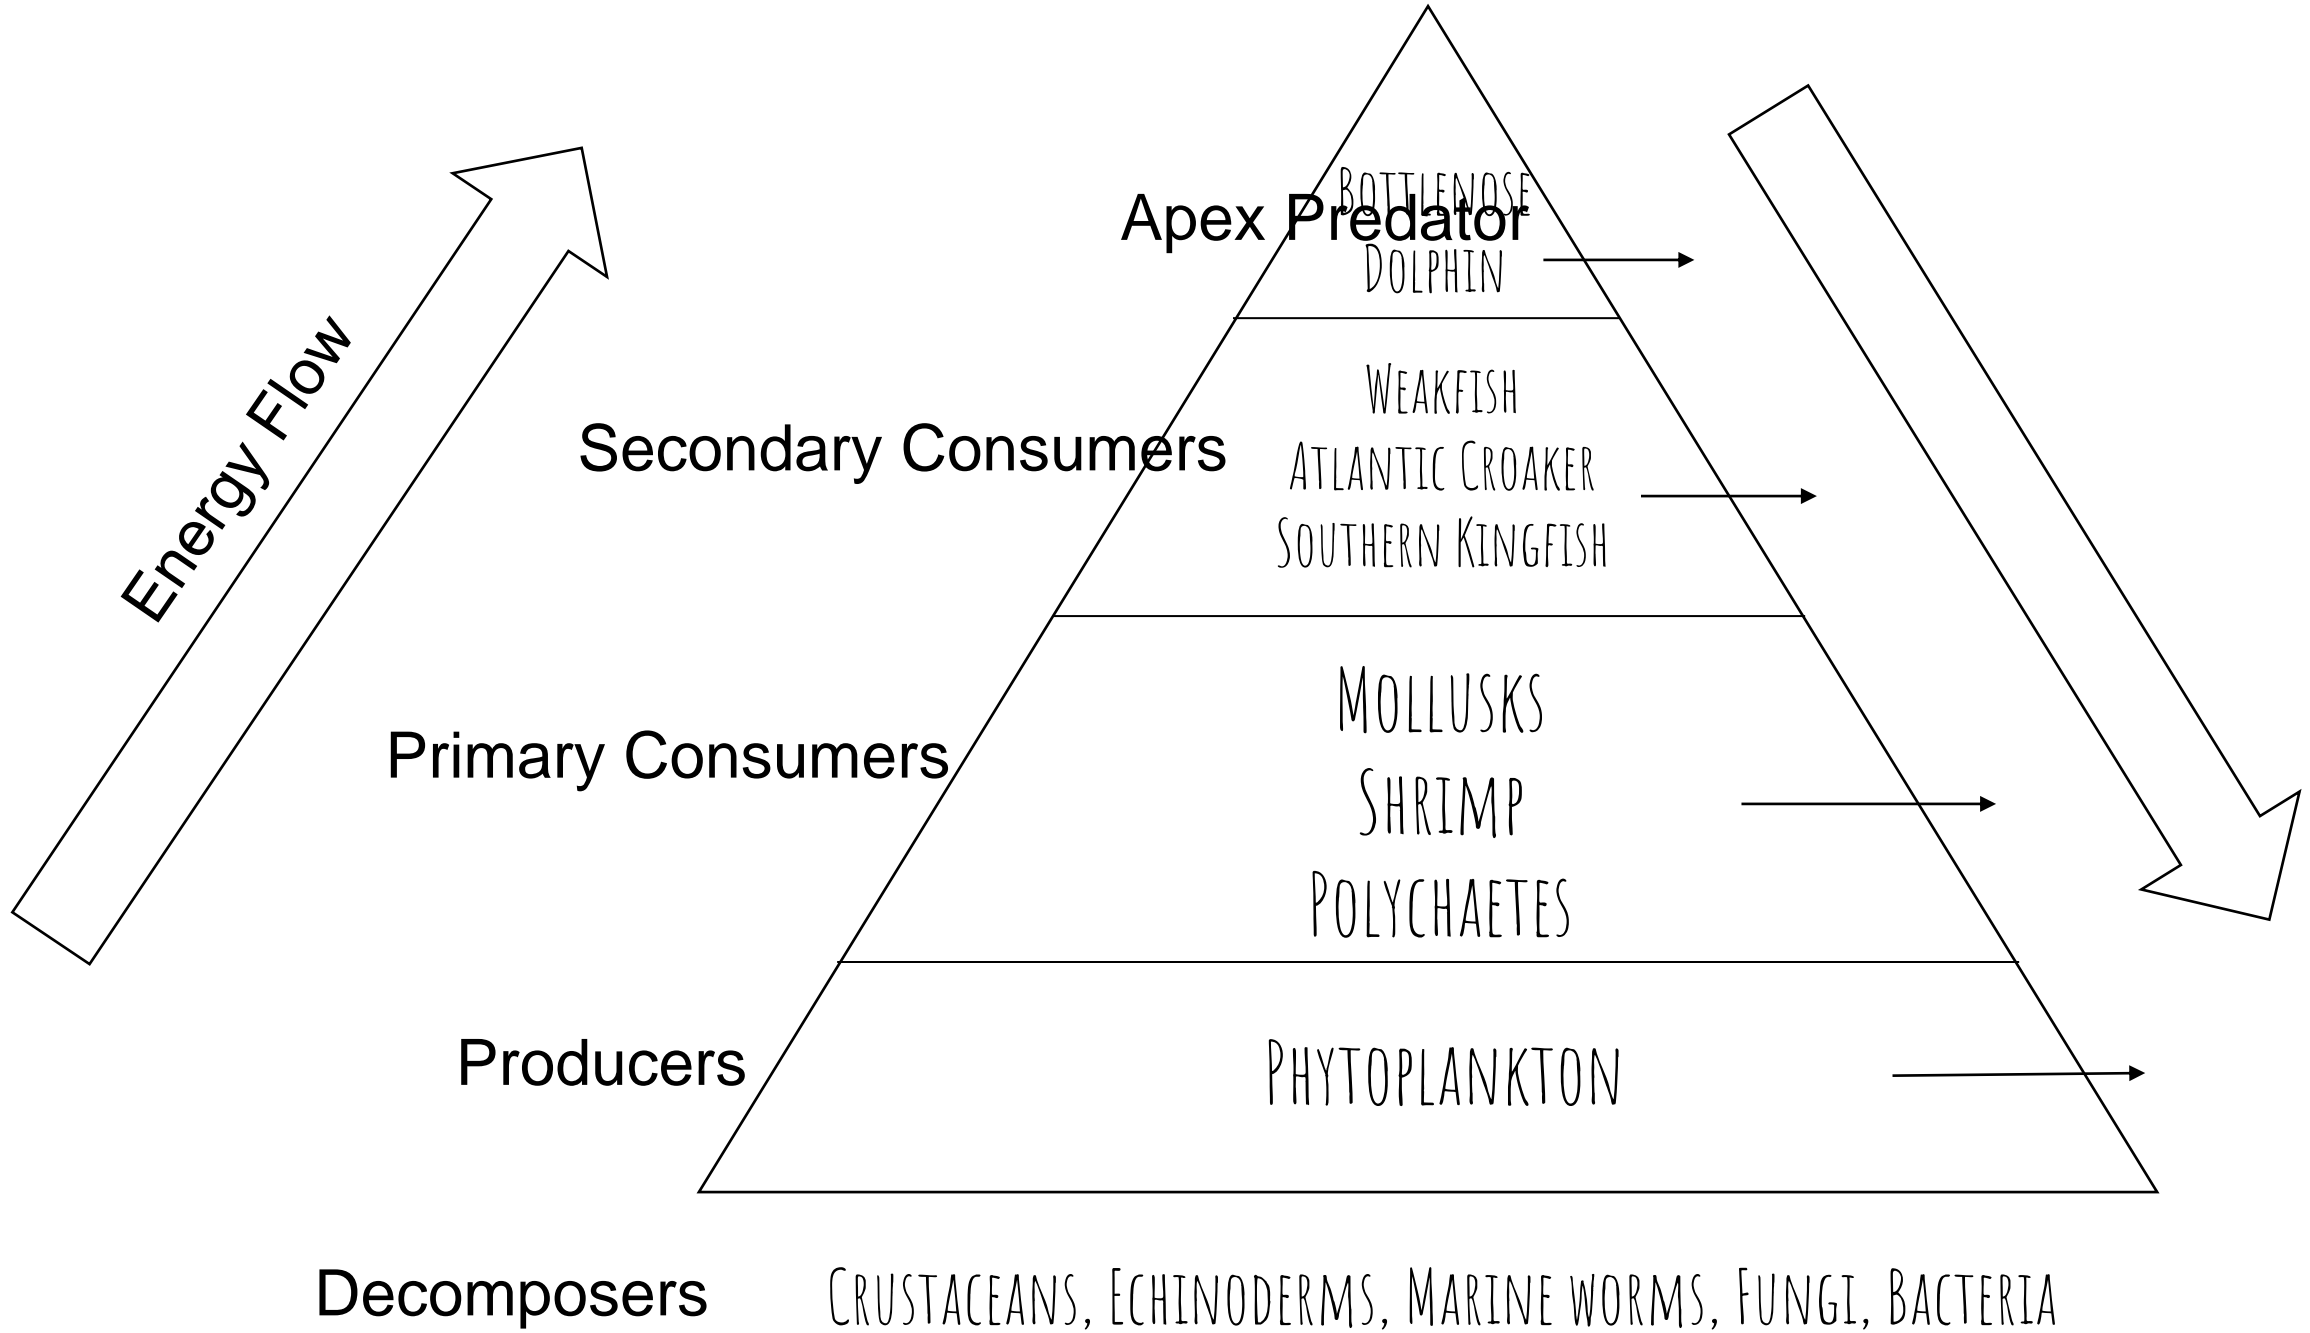 Bottlenose
Apex Predator
Dolphin
Energy Flow
Weakfish
Secondary Consumers
Atlantic Croaker
Southern Kingfish
Mollusks
Primary Consumers
Shrimp
Polychaetes
Producers
Phytoplankton
Decomposers
Crustaceans, Echinoderms, Marine worms, Fungi, Bacteria